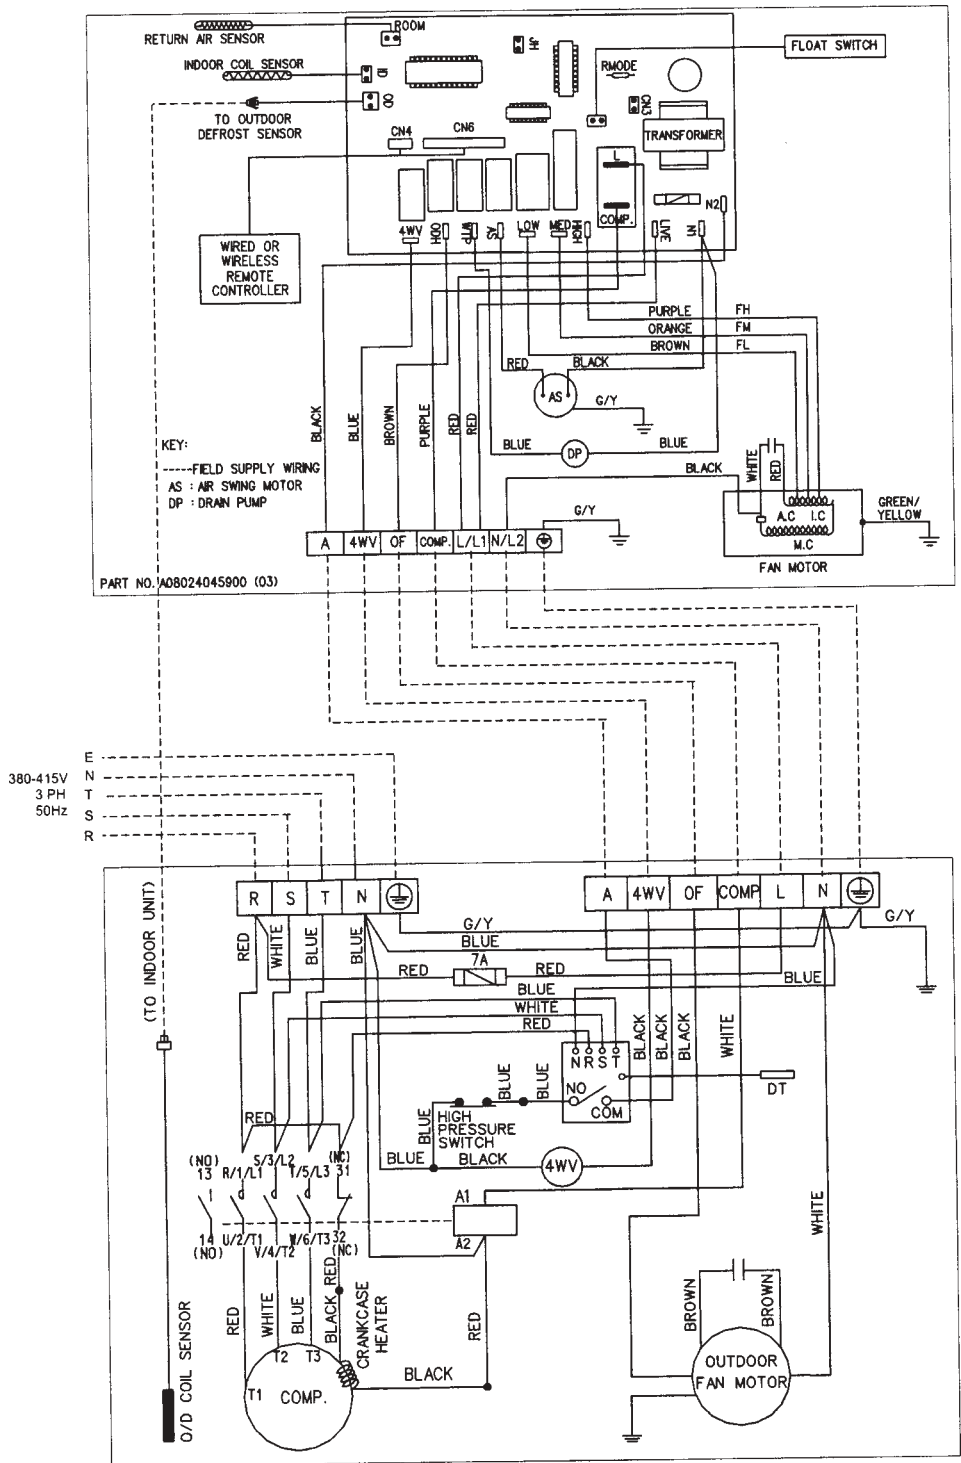 ROOM
RETURN AIR SENSOR
HL
FLOAT SWITCH
INDOOR COIL SENSOR
ID
RMODE
OD
CN3
TO OUTDOOR
DEFROST SENSOR
CN4
CN6
TRANSFORMER
L
COMP.
N2
4WV
ODH
WTP
AS
LOW
MED
HIGH
LIVE
N1
WIRED OR
WIRELESS
REMOTE
CONTROLLER
PURPLE FH
ORANGE FM
BROWN FL
RED
BLACK
AS
G/Y
BLACK
BLUE
BROWN
PURPLE
RED
RED
BLUE
DP
BLUE
KEY:
-----FIELD SUPPLY WIRING
AS : AIR SWING MOTOR
DP : DRAIN PUMP
BLACK
WHITE
RED
G/Y
A.C I.C
M.C
GREEN/
YELLOW
FAN MOTOR
A 4WV OF COMP. L/L1 N/L2
PART NO. A08024045900 (03)
380-415V
3 PH
50Hz
E
N
T
S
R
R S T N
A 4WV OF COMP L N
(TO INDOOR UNIT)
RED
WHITE
BLUE
BLUE
G/Y
G/Y
BLUE
7A
RED
RED
BLUE
BLUE
WHITE
RED
BLACK
BLACK
BLACK
WHITE
N R S T
NO
COM
DT
BLUE
BLUE
BLUE
HIGH
PRESSURE
SWITCH
RED
BLUE
BLACK
4WV
(NO)
13 R/1/L1 S/3/L2 T/5/L3 (NC)
31
A1
A2
14
(NO)
U/2/T1 V/4/T2 W/6/T3 32
(NC)
WHITE
RED
WHITE
BLUE
BLACK
RED
CRANKCASE
HEATER
RED
BROWN
BROWN
T1
T2
T3
COMP.
BLACK
OUTDOOR
FAN MOTOR
O/D COIL SENSOR